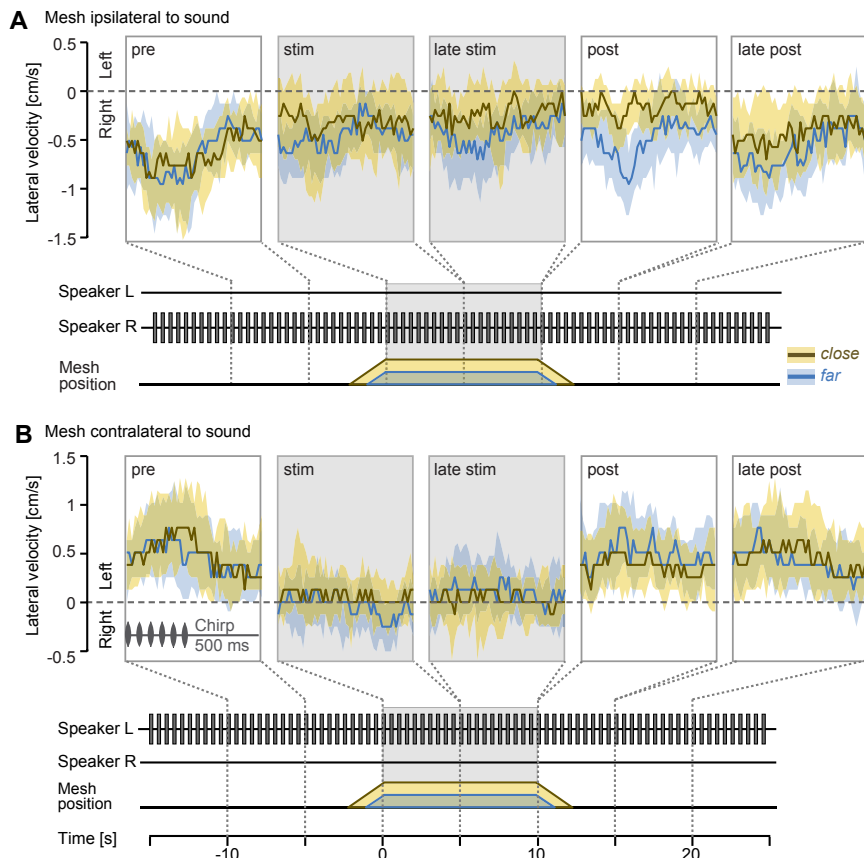 A Mesh ipsilateral to sound
pre stim late stim post late post
Lateral velocity [cm/s]
Left
Right
0.5
0
-0.5
-1
-1.5
Speaker L
Speaker R
Mesh position
close
far
B Mesh contralateral to sound
pre stim late stim post late post
Lateral velocity [cm/s]
Left
Right
1.5
1
0.5
0
-0.5
Chirp
500 ms
Speaker L
Speaker R
Mesh
position
Time [s]
-10 0 10 20